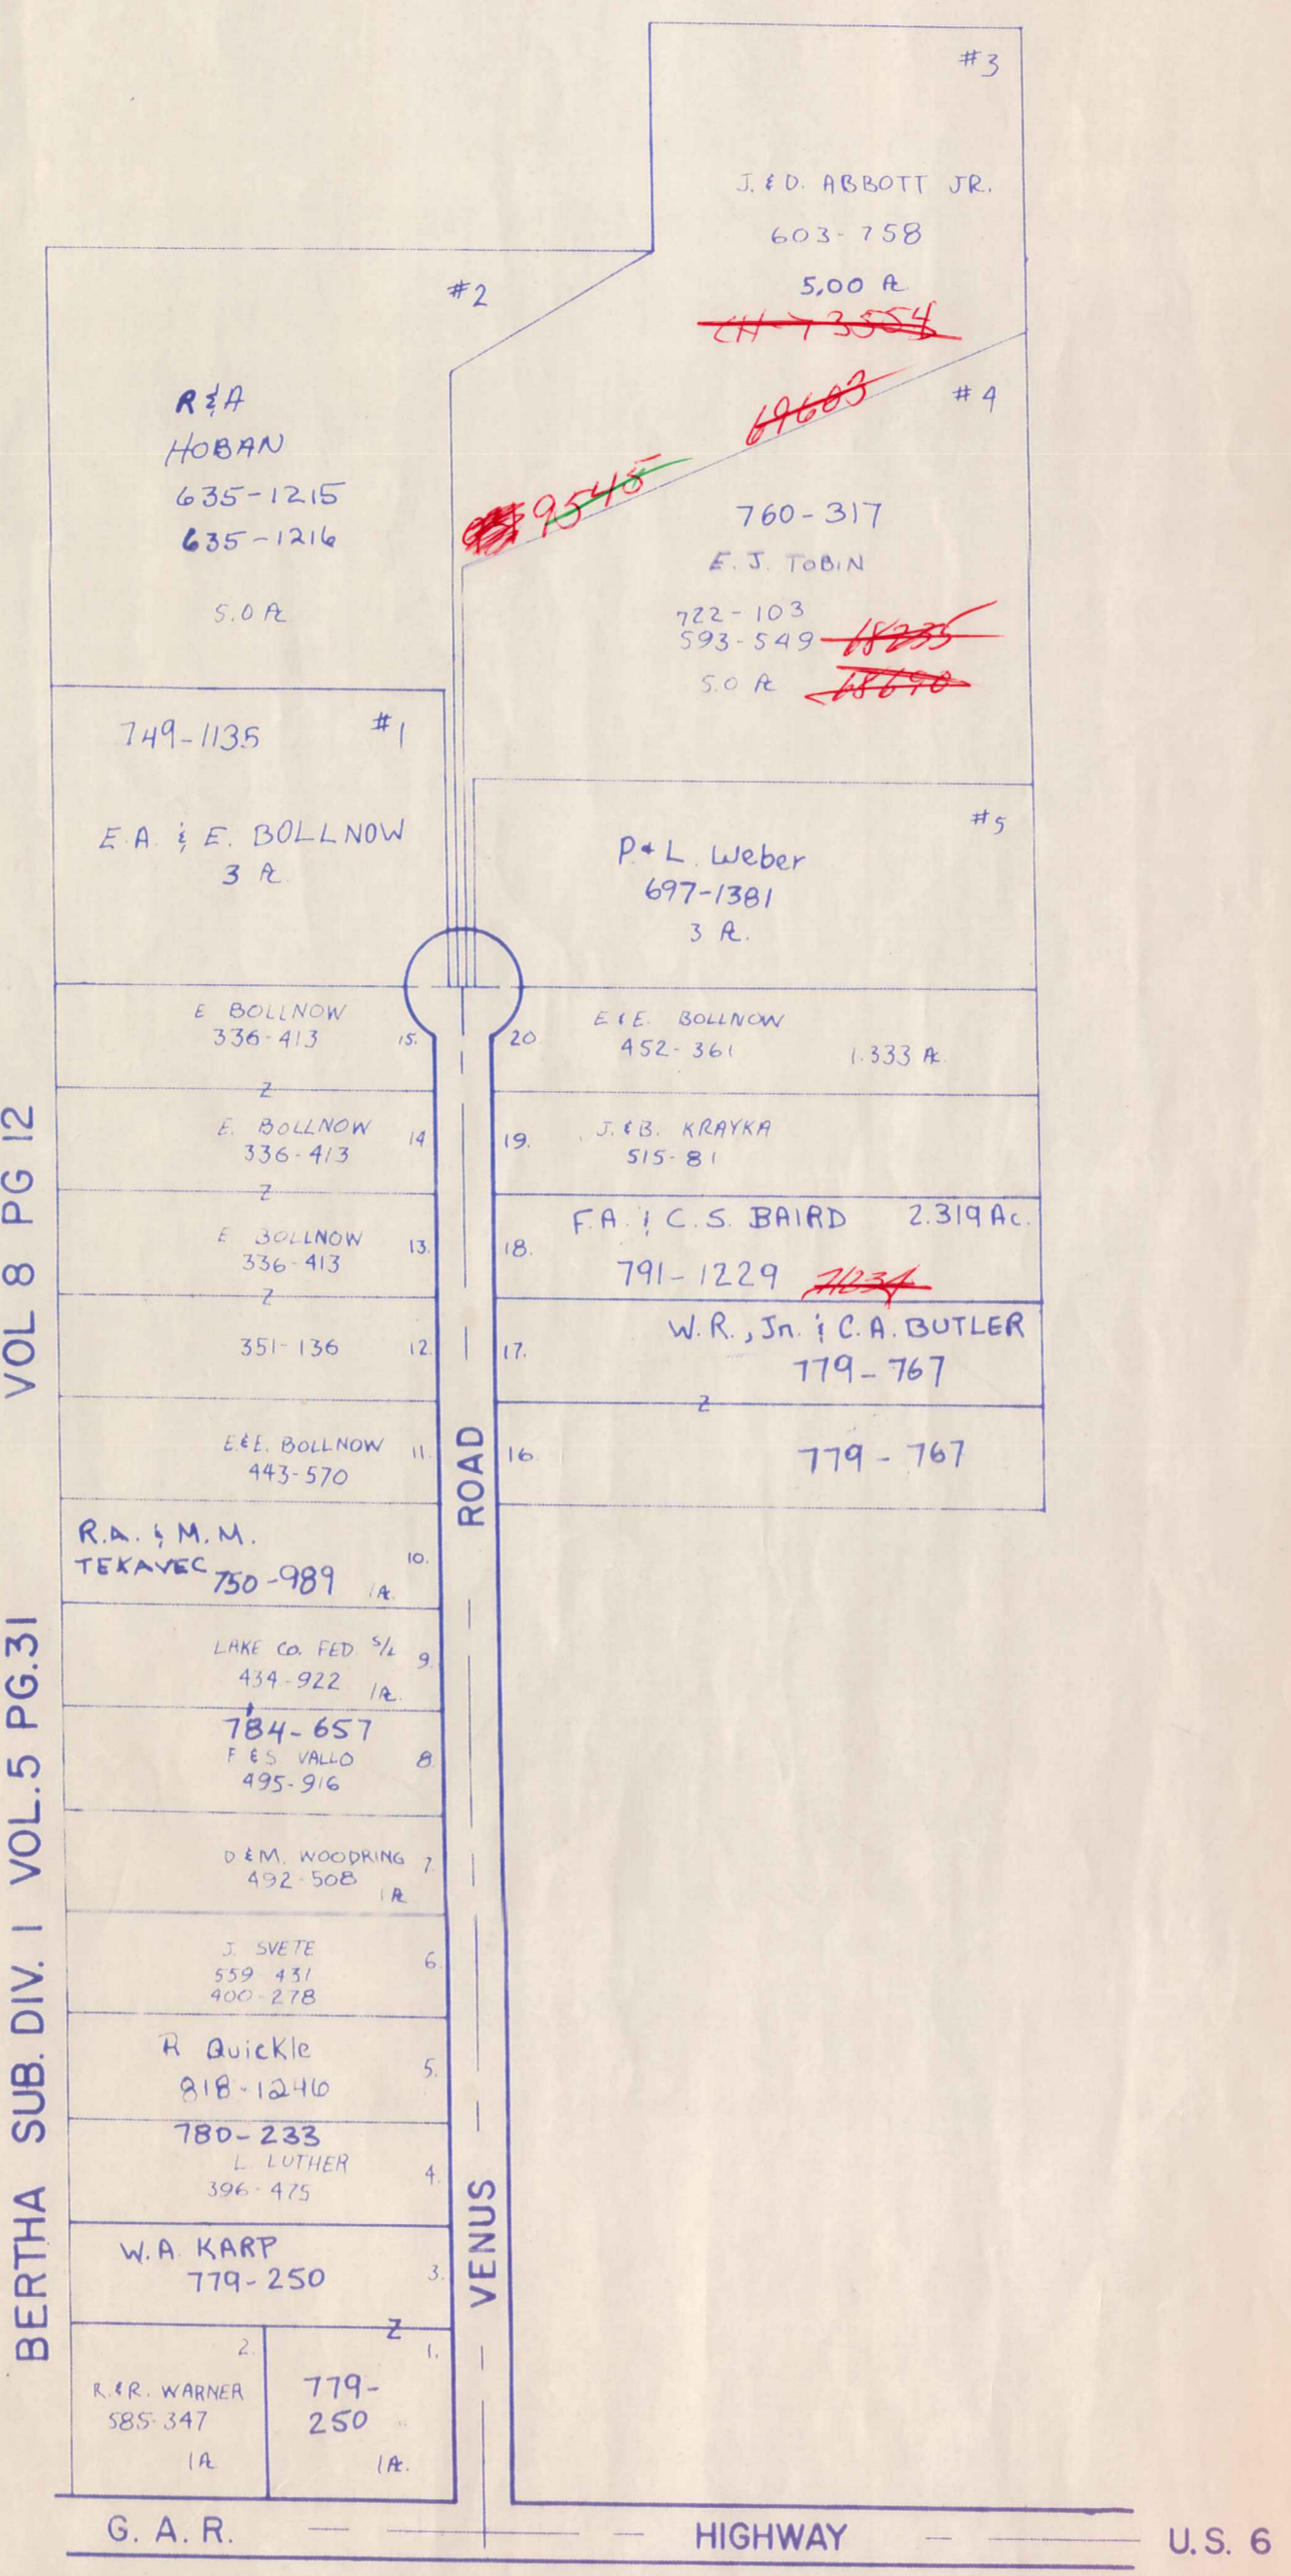 #3
J. & D. ABBOTT JR.
603-758
5.00 A.
CH-73554
#2
R & A
HOBAN
635-1215
635-1216
5.0 A.
69603
#4
9545
760-317
E. J. TOBIN
722-103
593-549 68235
5.0 A. 68690
749-1135
#1
E. A. & E. BOLLNOW
3 A.
#5
P & L. Weber
697-1381
3 A.
E BOLLNOW
336-413
15.
20
E & E. BOLLNOW
452-361
1.333 A.
Z
E. BOLLNOW
336-413
14
19.
J. & B. KRAYKA
515-81
Z
E BOLLNOW
336-413
13.
18.
F. A. & C. S. BAIRD 2.319 Ac.
791-1229 71234
Z
351-136
12.
17.
W. R., Jr. & C. A. BUTLER
779-767
Z
E & E. BOLLNOW
443-570
11.
16.
779-767
R. A. & M. M.
TEKAVEC 750-989
1 A.
10.
LAKE CO. FED. S/L
434-922
1 A.
9.
784-657
F & S VALLO
495-916
8.
D & M. WOODRING
492-508
1 A.
7.
J. SVETE
559-431
400-278
6.
R Quickle
818-1246
5.
780-233
L. LUTHER
396-475
4.
W. A. KARP
779-250
3.
Z
2.
R. & R. WARNER
585-347
1 A.
1.
779-
250
1 A.
VENUS ROAD
BERTHA SUB. DIV. 1 VOL. 5 PG. 31 VOL 8 PG 12
G. A. R. HIGHWAY U.S. 6